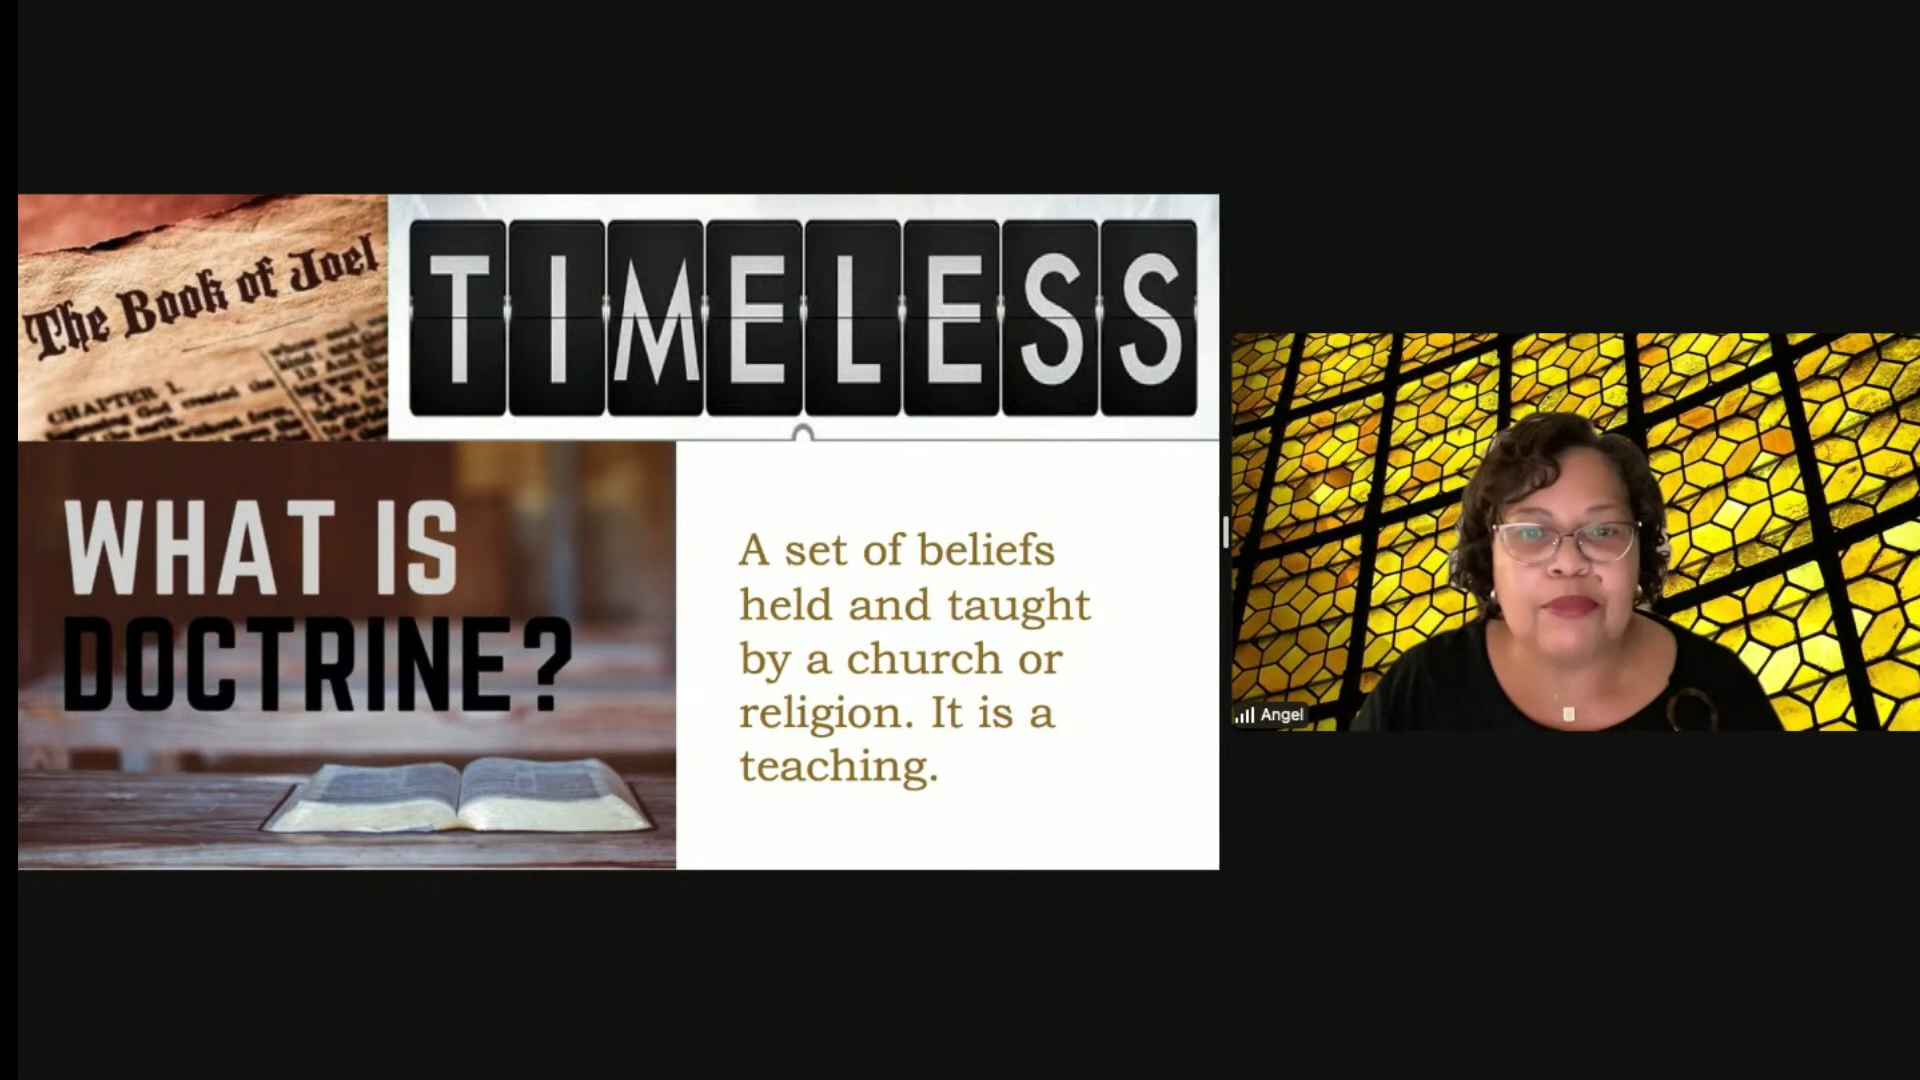 The Book of Joel
CHAPTER 1.
TIMELESS
WHAT IS
DOCTRINE?
A set of beliefs
held and taught
by a church or
religion. It is a
teaching.
Angel